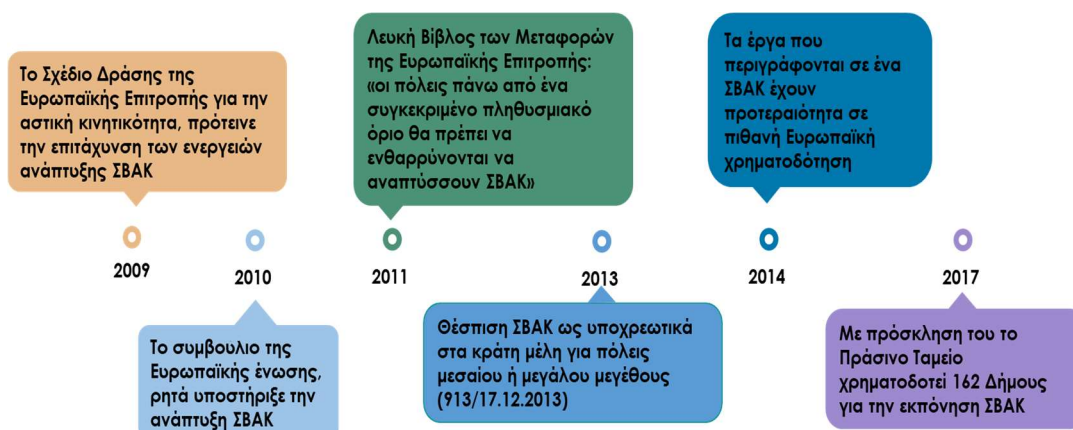 Το Σχέδιο Δράσης της
Ευρωπαϊκής Επιτροπής για την
αστική κινητικότητα, πρότεινε
την επιτάχυνση των ενεργειών
ανάπτυξης ΣΒΑΚ
2009
2010
Το συμβουλιο της
Ευρωπαϊκής ένωσης,
ρητά υποστήριξε την
ανάπτυξη ΣΒΑΚ
Λευκή Βίβλος των Μεταφορών
της Ευρωπαϊκής Επιτροπής:
«οι πόλεις πάνω από ένα
συγκεκριμένο πληθυσμιακό
όριο θα πρέπει να
ενθαρρύνονται να
αναπτύσσουν ΣΒΑΚ»
2011
2013
Θέσπιση ΣΒΑΚ ως υποχρεωτικά
στα κράτη μέλη για πόλεις
μεσαίου ή μεγάλου μεγέθους
(913/17.12.2013)
Τα έργα που
περιγράφονται σε ένα
ΣΒΑΚ έχουν
προτεραιότητα σε
πιθανή Ευρωπαϊκή
χρηματοδότηση
2014
2017
Με πρόσκληση του το
Πράσινο Ταμείο
χρηματοδοτεί 162 Δήμους
για την εκπόνηση ΣΒΑΚ